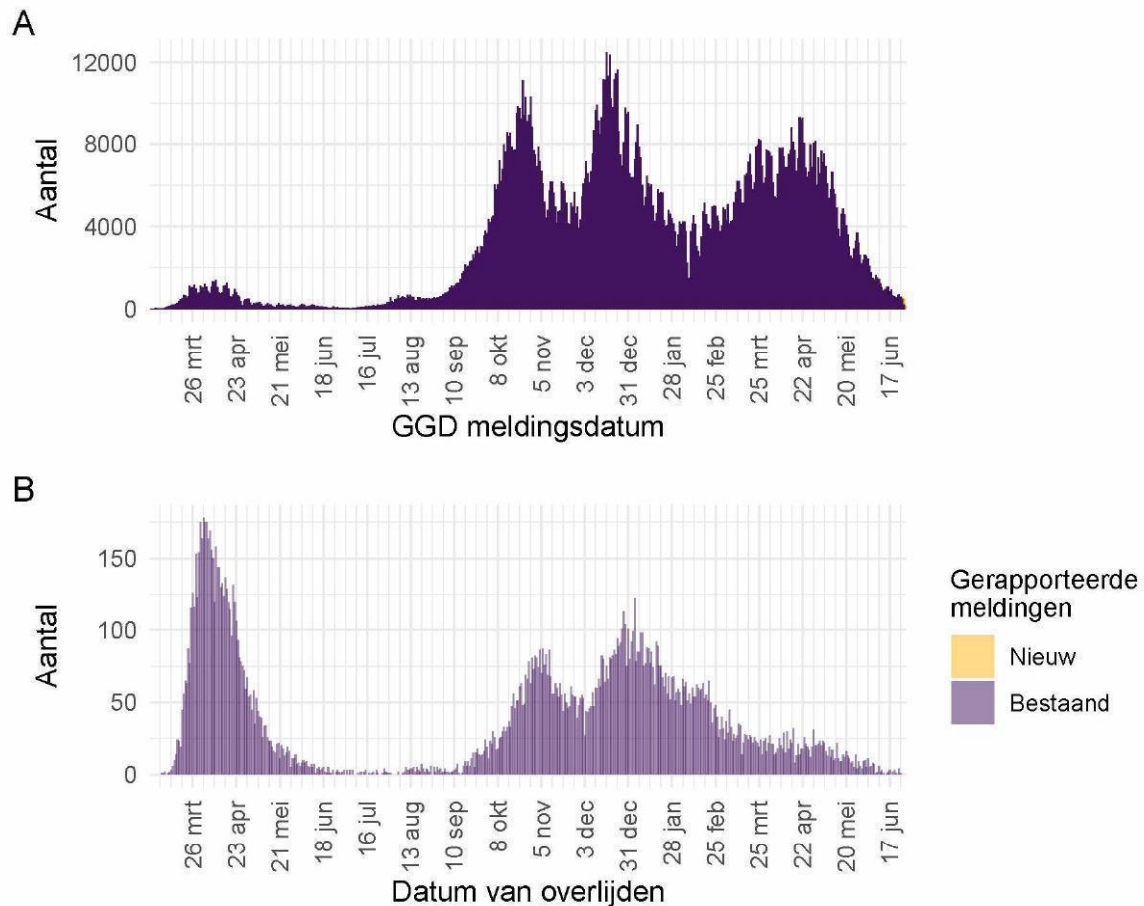 A
12000
8000
4000
0
Aantal
26 mrt
23 apr
21 mei
18 jun
16 jul
13 aug
10 sep
8 okt
5 nov
3 dec
31 dec
28 jan
25 feb
25 mrt
22 apr
20 mei
17 jun
GGD meldingsdatum
B
150
100
50
0
Aantal
26 mrt
23 apr
21 mei
18 jun
16 jul
13 aug
10 sep
8 okt
5 nov
3 dec
31 dec
28 jan
25 feb
25 mrt
22 apr
20 mei
17 jun
Datum van overlijden
Gerapporteerde
meldingen
Nieuw
Bestaand